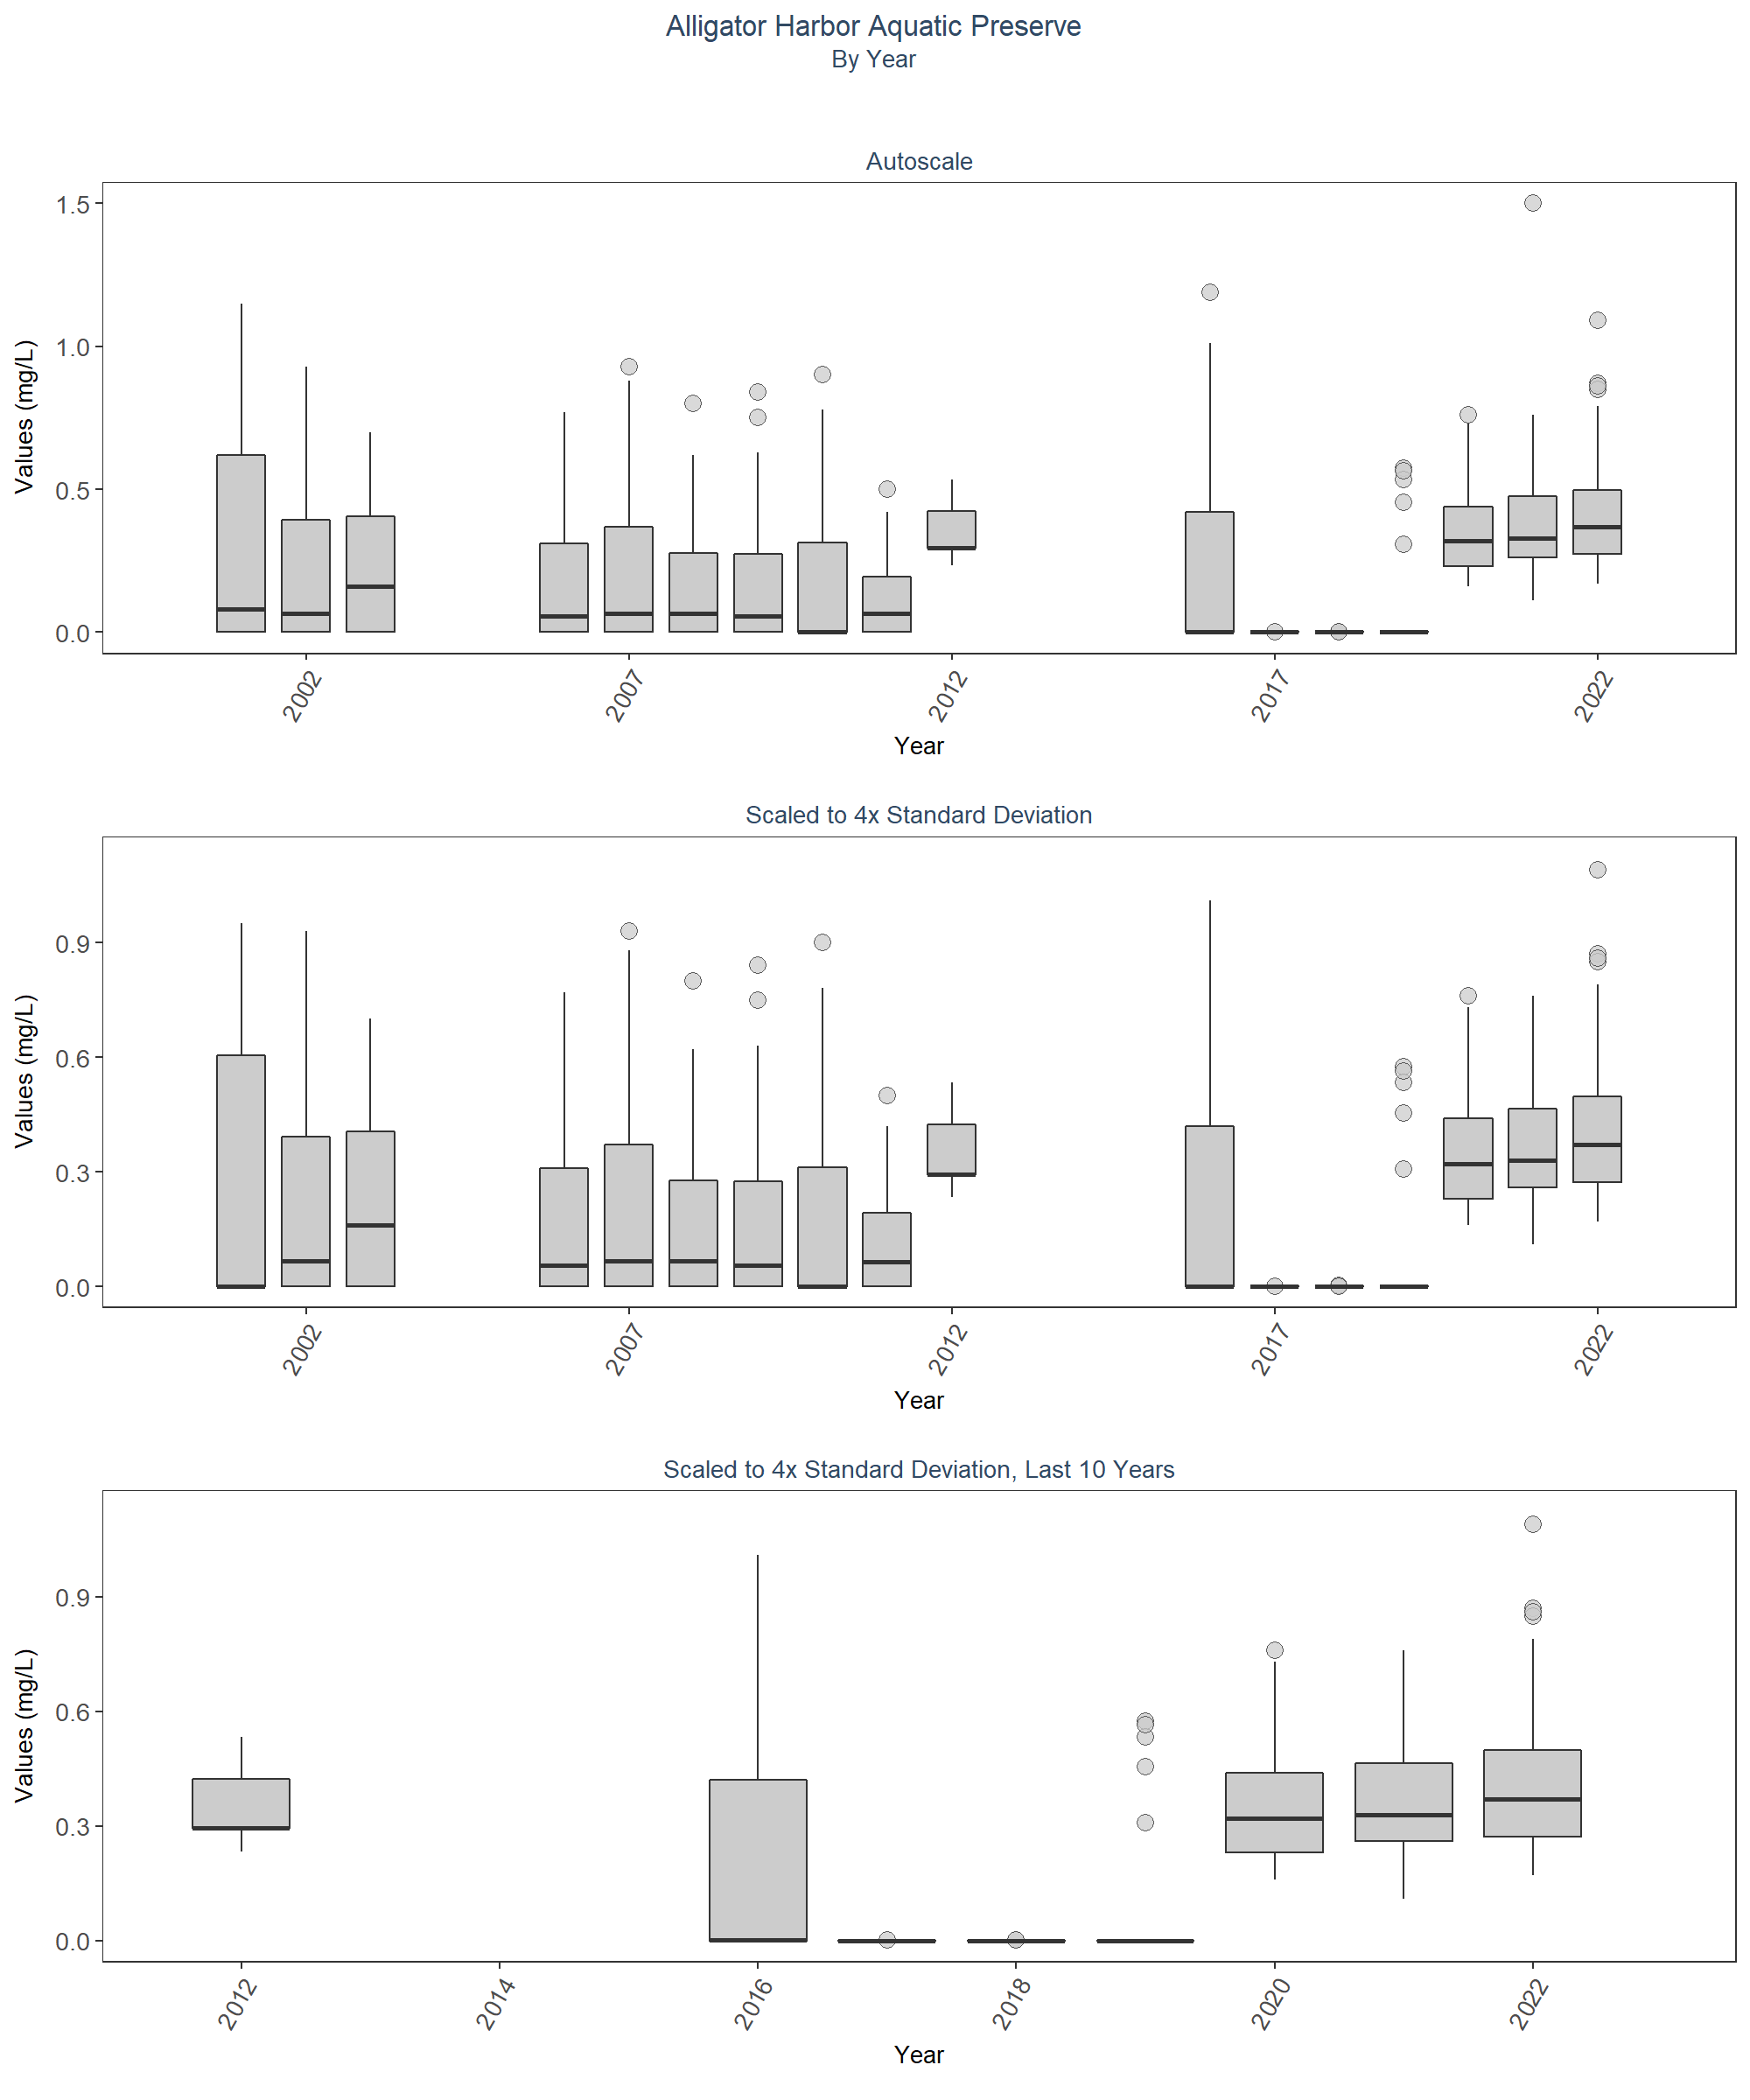 Alligator Harbor Aquatic Preserve
By Year
Autoscale
Values (mg/L)
1.5
1.0
0.5
0.0
2002 2007 2012 2017 2022
Year
Scaled to 4x Standard Deviation
Values (mg/L)
0.9
0.6
0.3
0.0
2002 2007 2012 2017 2022
Year
Scaled to 4x Standard Deviation, Last 10 Years
Values (mg/L)
0.9
0.6
0.3
0.0
2012 2014 2016 2018 2020 2022
Year